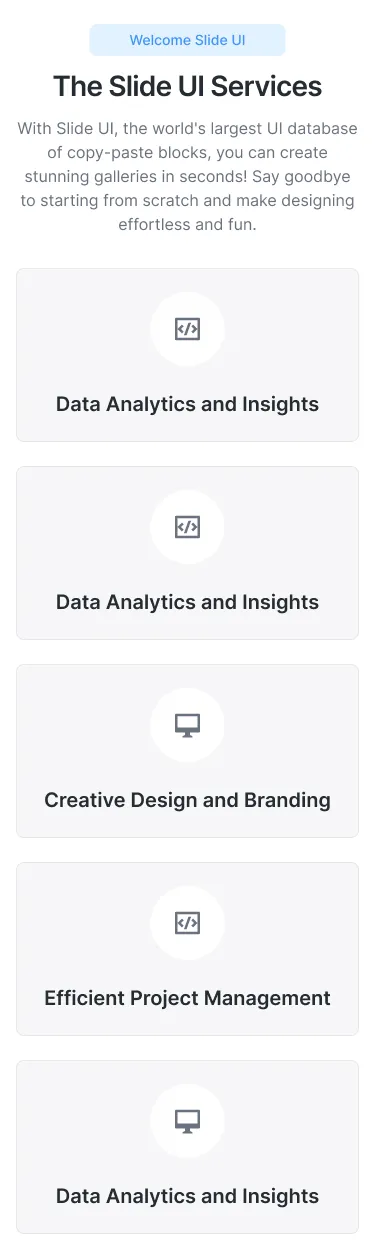 Welcome Slide UI
The Slide UI Services
With Slide UI, the world's largest UI database
of copy-paste blocks, you can create
stunning galleries in seconds! Say goodbye
to starting from scratch and make designing
effortless and fun.
Data Analytics and Insights
Data Analytics and Insights
Creative Design and Branding
Efficient Project Management
Data Analytics and Insights